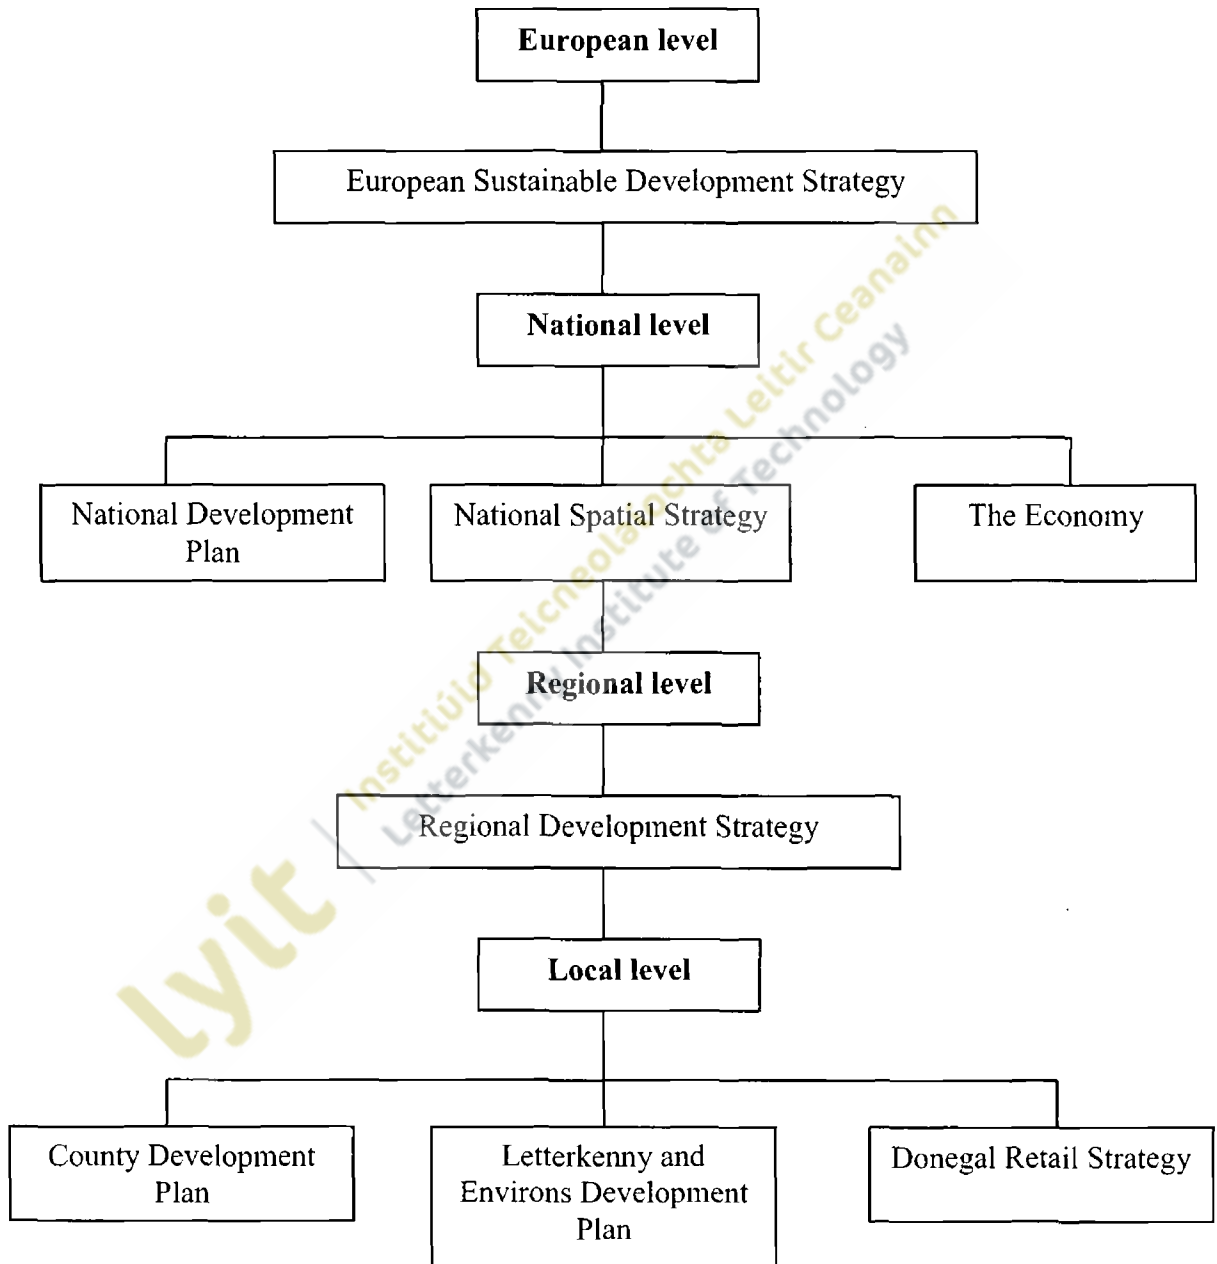 European level
European Sustainable Development Strategy
National level
National Development
Plan
National Spatial Strategy
The Economy
Regional level
Regional Development Strategy
Local level
County Development
Plan
Letterkenny and
Environs Development
Plan
Donegal Retail Strategy
lyit
Institiúid Teicneolaíochta Leitir Ceanainn
Letterkenny Institute of Technology